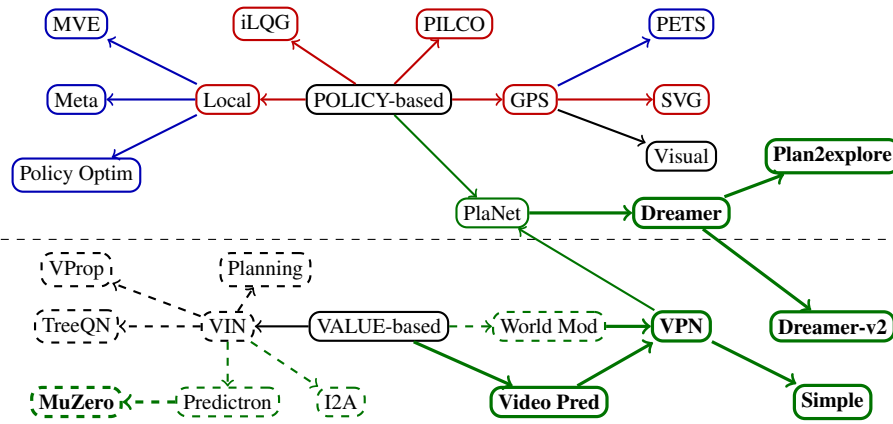 MVE
iLQG
PILCO
PETS
Meta
Local
POLICY-based
GPS
SVG
Policy Optim
Visual
Plan2explore
PlaNet
Dreamer
VProp
Planning
TreeQN
VIN
VALUE-based
World Mod
VPN
Dreamer-v2
MuZero
Predictron
I2A
Video Pred
Simple